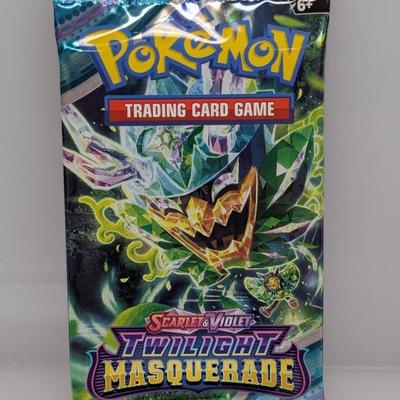 6+
POKéMON
TRADING CARD GAME
SCARLET & VIOLET
TWILIGHT
MASQUERADE